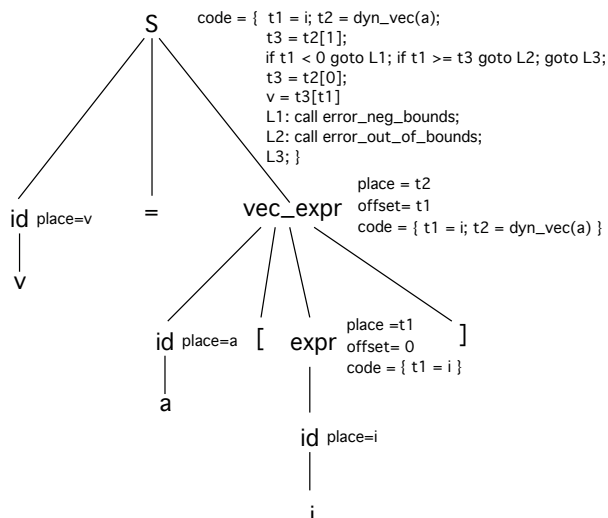 S
code = { t1 = i; t2 = dyn_vec(a);
t3 = t2[1];
if t1 < 0 goto L1; if t1 >= t3 goto L2; goto L3;
t3 = t2[0];
v = t3[t1]
L1: call error_neg_bounds;
L2: call error_out_of_bounds;
L3; }
id place=v
=
vec_expr
place = t2
offset= t1
code = { t1 = i; t2 = dyn_vec(a) }
v
id place=a
[
expr
place =t1
offset= 0
code = { t1 = i }
]
a
id place=i
i